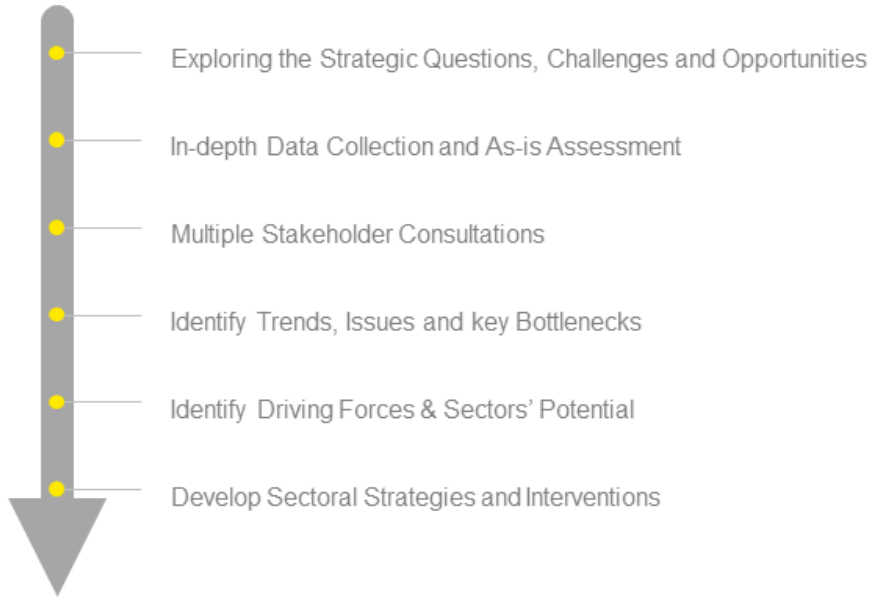 Exploring the Strategic Questions, Challenges and Opportunities
In-depth Data Collection and As-is Assessment
Multiple Stakeholder Consultations
Identify Trends, Issues and key Bottlenecks
Identify Driving Forces & Sectors’ Potential
Develop Sectoral Strategies and Interventions